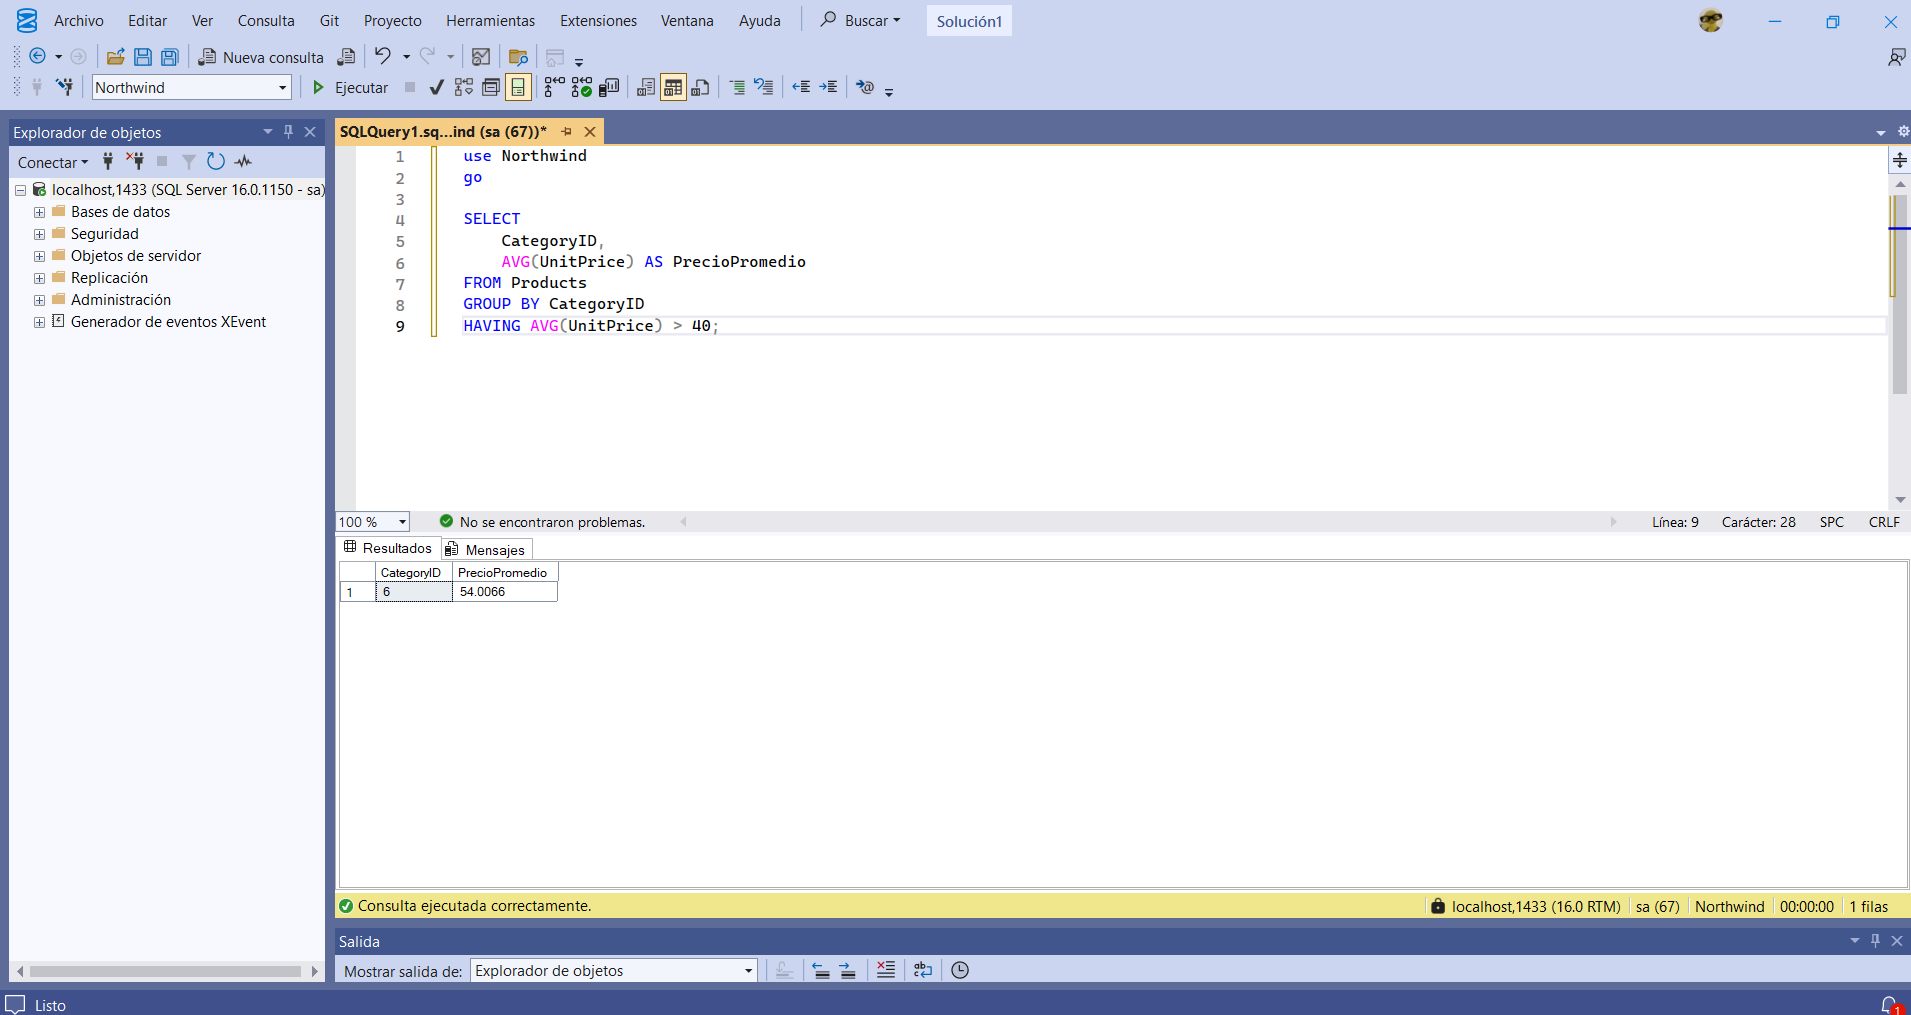 Archivo Editar Ver Consulta Git Proyecto Herramientas Extensiones Ventana Ayuda Buscar Solución1
Nueva consulta
Northwind Ejecutar
Explorador de objetos
Conectar
localhost,1433 (SQL Server 16.0.1150 - sa)
Bases de datos
Seguridad
Objetos de servidor
Replicación
Administración
Generador de eventos XEvent
SQLQuery1.sq...ind (sa (67))*
1 use Northwind
2 go
3
4 SELECT
5 CategoryID,
6 AVG(UnitPrice) AS PrecioPromedio
7 FROM Products
8 GROUP BY CategoryID
9 HAVING AVG(UnitPrice) > 40;
100 % No se encontraron problemas. Línea: 9 Carácter: 28 SPC CRLF
Resultados Mensajes
CategoryID PrecioPromedio
1 6 54.0066
Consulta ejecutada correctamente. localhost,1433 (16.0 RTM) sa (67) Northwind 00:00:00 1 filas
Salida
Mostrar salida de: Explorador de objetos
Listo 1